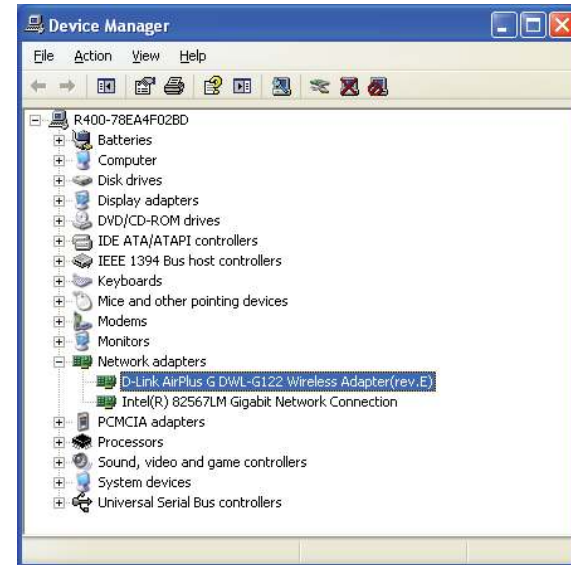 Device Manager
File Action View Help
R400-78EA4F02BD
Batteries
Computer
Disk drives
Display adapters
DVD/CD-ROM drives
IDE ATA/ATAPI controllers
IEEE 1394 Bus host controllers
Keyboards
Mice and other pointing devices
Modems
Monitors
Network adapters
D-Link AirPlus G DWL-G122 Wireless Adapter(rev.E)
Intel(R) 82567LM Gigabit Network Connection
PCMCIA adapters
Processors
Sound, video and game controllers
System devices
Universal Serial Bus controllers